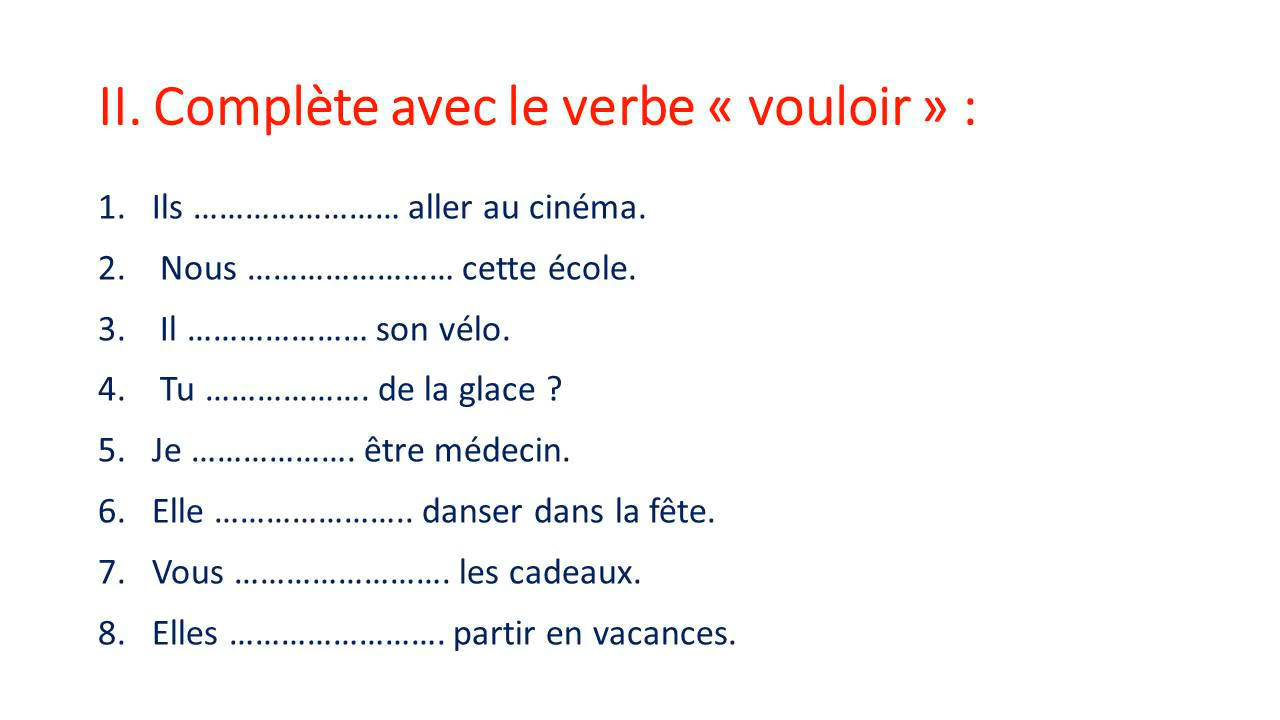 II. Complète avec le verbe « vouloir » :
1. Ils …………………… aller au cinéma.
2. Nous …………………… cette école.
3. Il ………………… son vélo.
4. Tu ………………. de la glace ?
5. Je ………………. être médecin.
6. Elle ………………….. danser dans la fête.
7. Vous ……………………. les cadeaux.
8. Elles ……………………. partir en vacances.